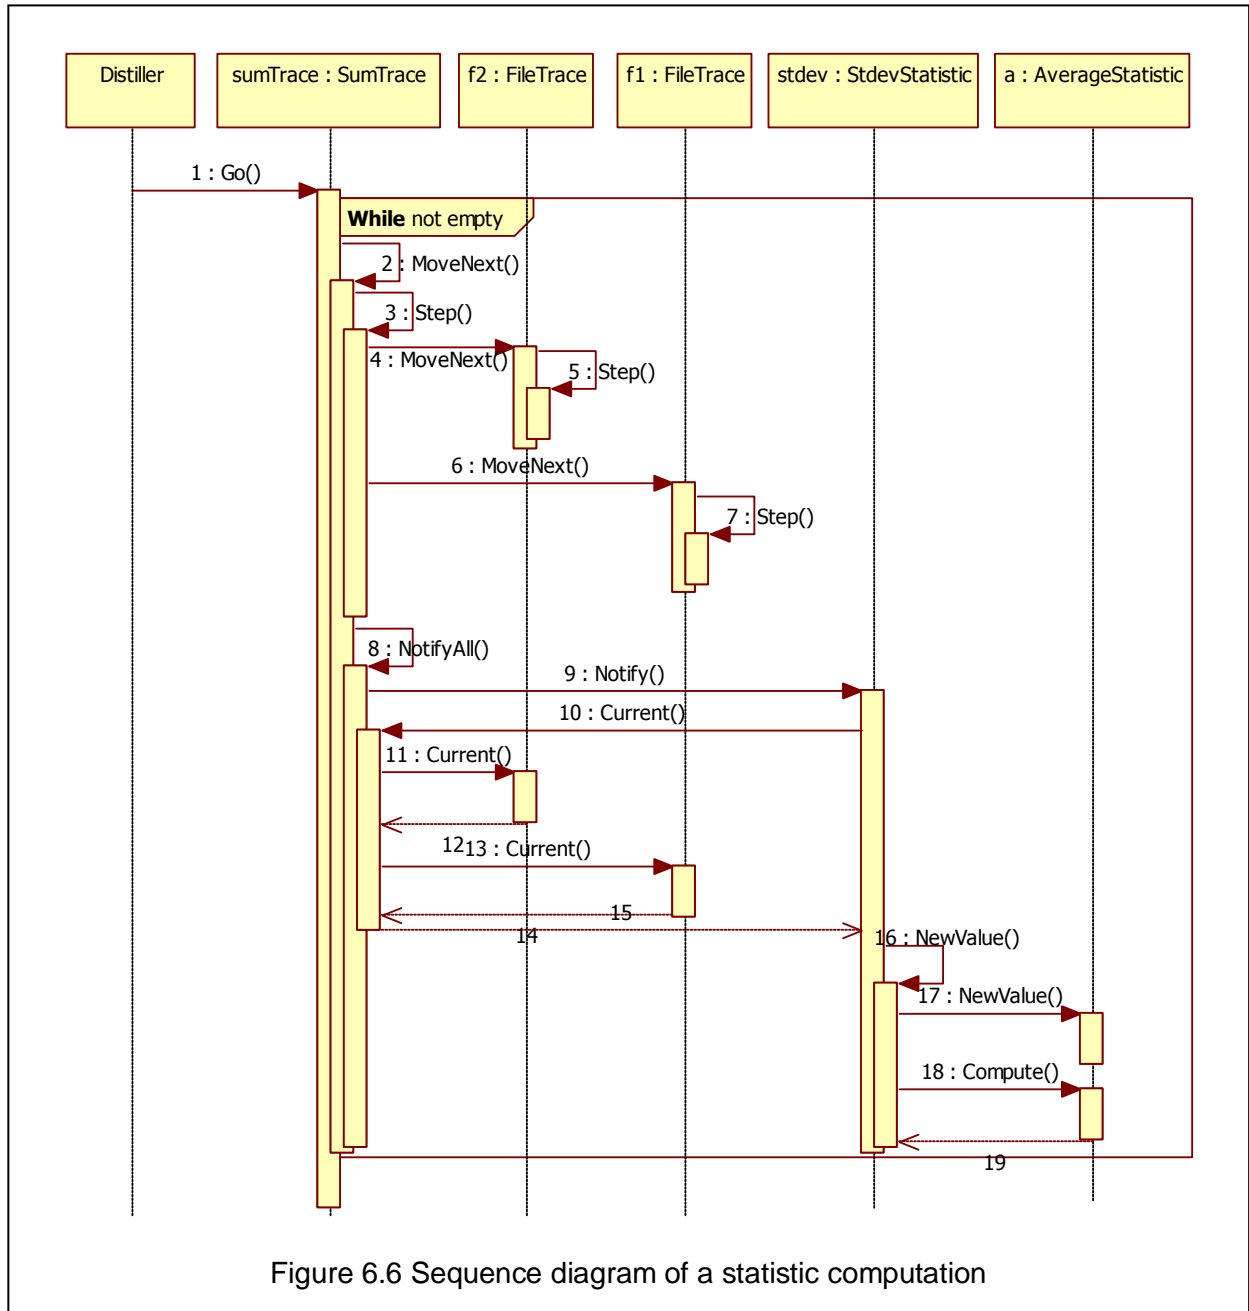 Distiller
sumTrace : SumTrace
f2 : FileTrace
f1 : FileTrace
stdev : StdevStatistic
a : AverageStatistic
1 : Go()
While not empty
2 : MoveNext()
3 : Step()
4 : MoveNext()
5 : Step()
6 : MoveNext()
7 : Step()
8 : NotifyAll()
9 : Notify()
10 : Current()
11 : Current()
12
13 : Current()
15
14
16 : NewValue()
17 : NewValue()
18 : Compute()
19
Figure 6.6 Sequence diagram of a statistic computation